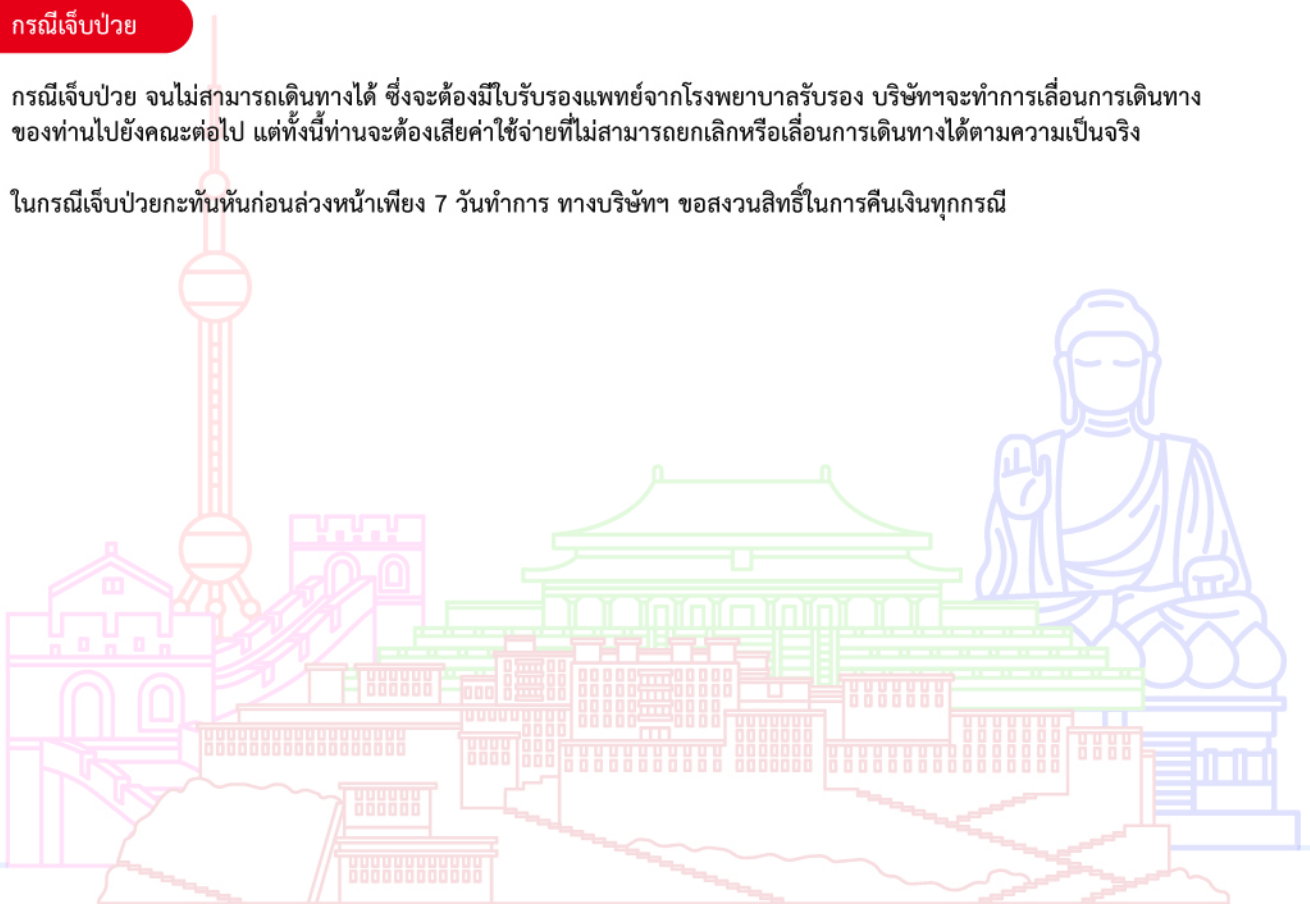 กรณีเจ็บป่วย
กรณีเจ็บป่วย จนไม่สามารถเดินทางได้ ซึ่งจะต้องมีใบรับรองแพทย์จากโรงพยาบาลรับรอง บริษัทฯจะทำการเลื่อนการเดินทาง
ของท่านไปยังคณะต่อไป แต่ทั้งนี้ท่านจะต้องเสียค่าใช้จ่ายที่ไม่สามารถยกเลิกหรือเลื่อนการเดินทางได้ตามความเป็นจริง
ในกรณีเจ็บป่วยกะทันหันก่อนล่วงหน้าเพียง 7 วันทำการ ทางบริษัทฯ ขอสงวนสิทธิ์ในการคืนเงินทุกกรณี